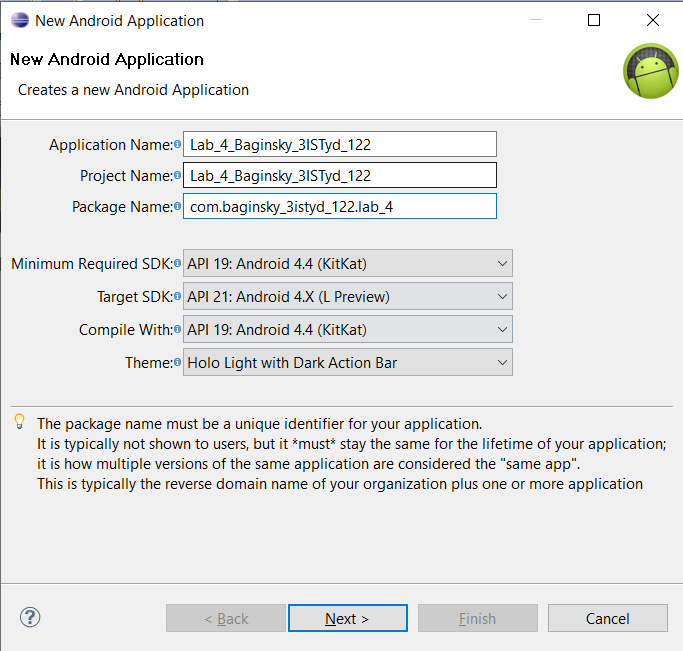 New Android Application
New Android Application
Creates a new Android Application
Application Name: Lab_4_Baginsky_3ISTyd_122
Project Name: Lab_4_Baginsky_3ISTyd_122
Package Name: com.baginsky_3istyd_122.lab_4
Minimum Required SDK: API 19: Android 4.4 (KitKat)
Target SDK: API 21: Android 4.X (L Preview)
Compile With: API 19: Android 4.4 (KitKat)
Theme: Holo Light with Dark Action Bar
The package name must be a unique identifier for your application.
It is typically not shown to users, but it *must* stay the same for the lifetime of your application;
it is how multiple versions of the same application are considered the "same app".
This is typically the reverse domain name of your organization plus one or more application
< Back Next > Finish Cancel